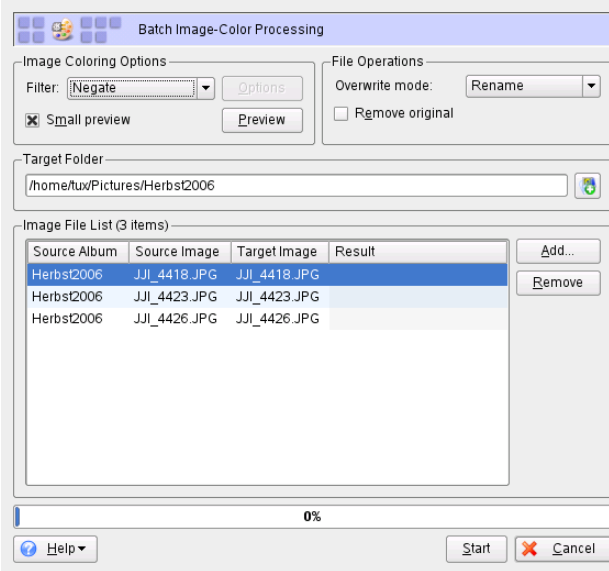 Batch Image-Color Processing
Image Coloring Options
Filter: Negate Options
Small preview Preview
File Operations
Overwrite mode: Rename
Remove original
Target Folder
/home/tux/Pictures/Herbst2006
Image File List (3 items)
Source Album Source Image Target Image Result
Herbst2006 JJI_4418.JPG JJI_4418.JPG
Herbst2006 JJI_4423.JPG JJI_4423.JPG
Herbst2006 JJI_4426.JPG JJI_4426.JPG
Add...
Remove
0%
Help Start Cancel